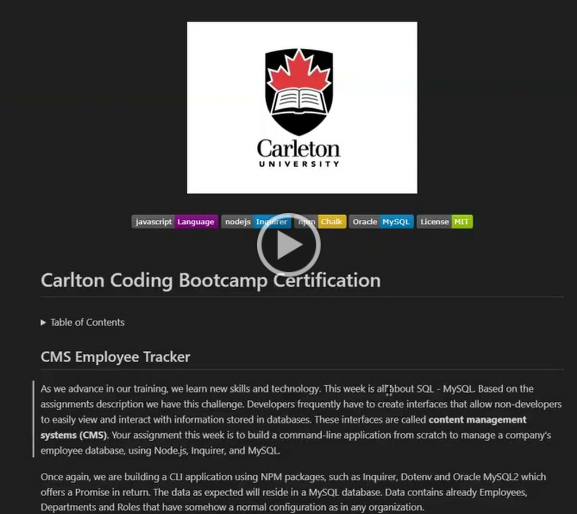 Carleton
UNIVERSITY
javascript Language nodejs Inquirer npm Chalk Oracle MySQL License MIT
Carlton Coding Bootcamp Certification
Table of Contents
CMS Employee Tracker
As we advance in our training, we learn new skills and technology. This week is all about SQL - MySQL. Based on the
assignments description we have this challenge. Developers frequently have to create interfaces that allow non-developers
to easily view and interact with information stored in databases. These interfaces are called content management
systems (CMS). Your assignment this week is to build a command-line application from scratch to manage a company's
employee database, using Node.js, Inquirer, and MySQL.
Once again, we are building a CLI application using NPM packages, such as Inquirer, Dotenv and Oracle MySQL2 which
offers a Promise in return. The data as expected will reside in a MySQL database. Data contains already Employees,
Departments and Roles that have somehow a normal configuration as in any organization.